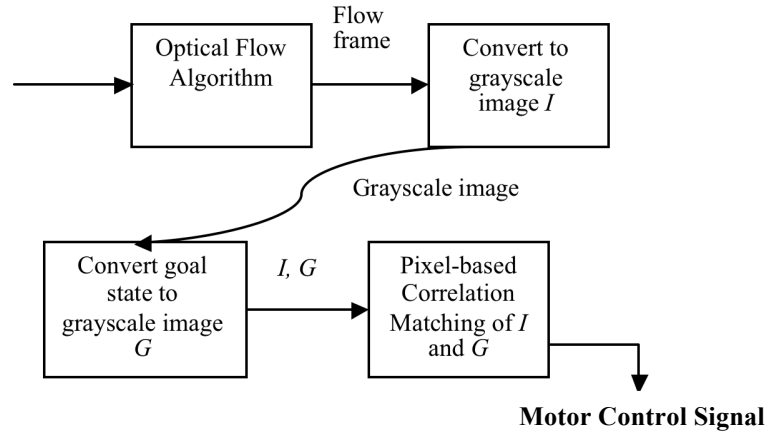 Optical Flow
Algorithm
Flow
frame
Convert to
grayscale
image I
Grayscale image
Convert goal
state to
grayscale image
G
I, G
Pixel-based
Correlation
Matching of I
and G
Motor Control Signal